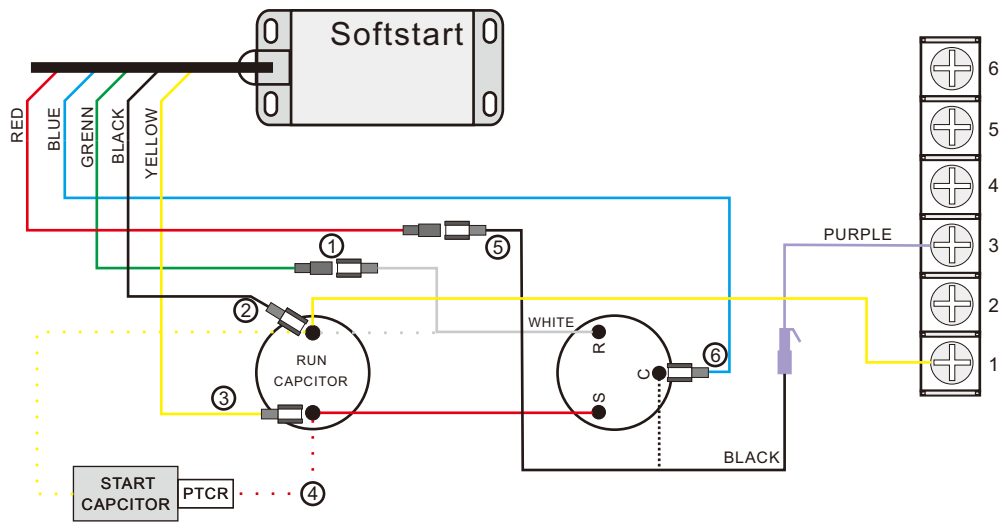 Softstart
RED
BLUE
GRENN
BLACK
YELLOW
6
5
4
3
2
1
PURPLE
1
5
2
WHITE
R
C
S
6
RUN
CAPCITOR
3
BLACK
START
CAPCITOR
PTCR
4